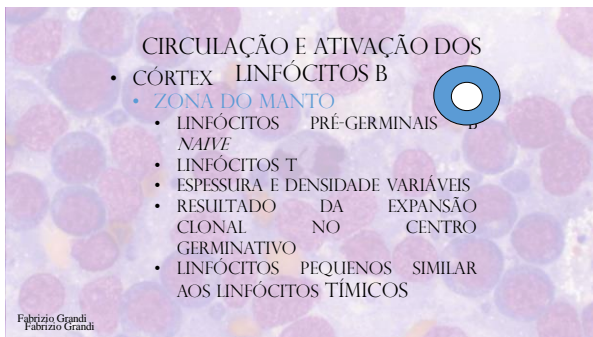 CIRCULAÇÃO E ATIVAÇÃO DOS
LINFÓCITOS B
• CÓRTEX
• ZONA DO MANTO
• LINFÓCITOS PRÉ-GERMINAIS B
NAIVE
• LINFÓCITOS T
• ESPESSURA E DENSIDADE VARIÁVEIS
• RESULTADO DA EXPANSÃO
CLONAL NO CENTRO
GERMINATIVO
• LINFÓCITOS PEQUENOS SIMILAR
AOS LINFÓCITOS TÍMICOS
Fabrizio Grandi
Fabrizio Grandi